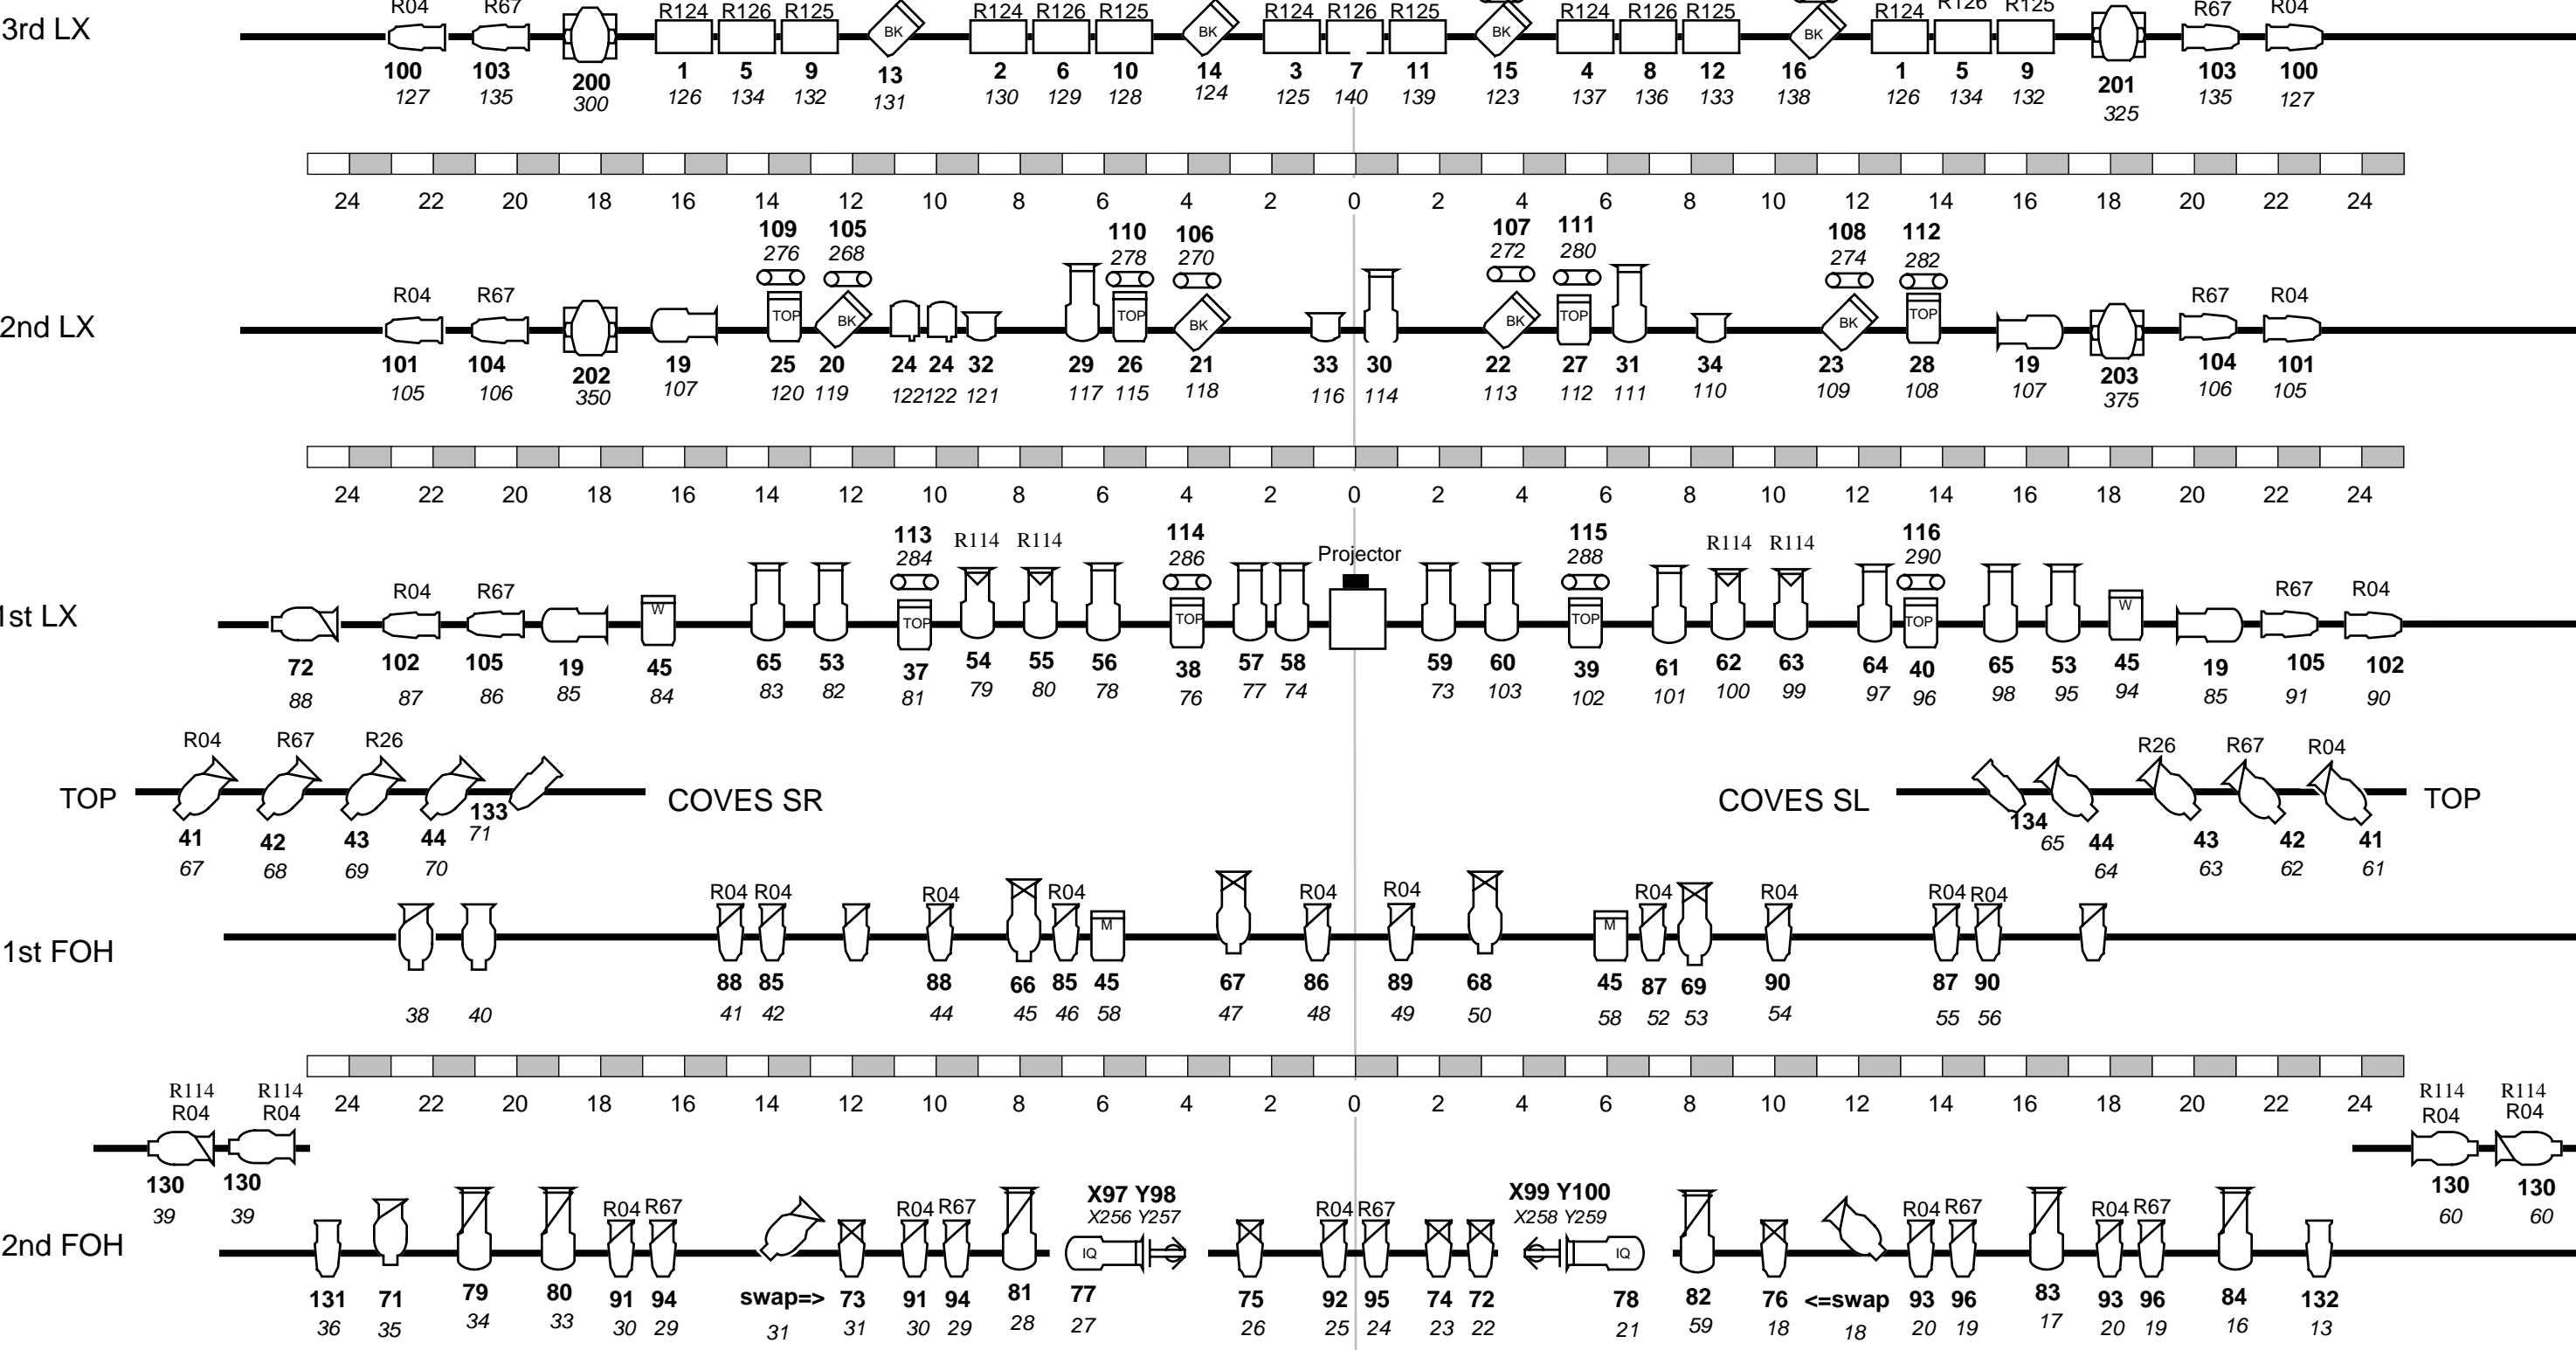 R04 R67 R124 R126 R125 R124 R126 R125 R124 R126 R125 R124 R126 R125 R124 R126 R125 R67 R04
3rd LX BK BK BK BK
100 103 200 1 5 9 13 2 6 10 14 3 7 11 15 4 8 12 16 1 5 9 201 103 100
127 135 300 126 134 132 131 130 129 128 124 125 140 139 123 137 136 133 138 126 134 132 325 135 127
24 22 20 18 16 14 12 10 8 6 4 2 0 2 4 6 8 10 12 14 16 18 20 22 24
109 105 110 106 107 111 108 112
276 268 278 270 272 280 274 282
R04 R67 R67 R04
2nd LX TOP BK TOP BK BK TOP BK TOP
101 104 202 19 25 20 24 24 32 29 26 21 33 30 22 27 31 34 23 28 19 203 104 101
105 106 350 107 120 119 122 122 121 117 115 118 116 114 113 112 111 110 109 108 107 375 106 105
24 22 20 18 16 14 12 10 8 6 4 2 0 2 4 6 8 10 12 14 16 18 20 22 24
113 R114 R114 114 Projector 115 R114 R114 116
284 286 288 290
R04 R67 R67 R04
1st LX W TOP TOP TOP TOP W
72 102 105 19 45 65 53 37 54 55 56 38 57 58 59 60 39 61 62 63 64 40 65 53 45 19 105 102
88 87 86 85 84 83 82 81 79 80 78 76 77 74 73 103 102 101 100 99 97 96 98 95 94 85 91 90
R04 R67 R26 R26 R67 R04
TOP COVES SR COVES SL TOP
41 42 43 44 133 134 44 43 42 41
67 68 69 70 71 65 64 63 62 61
R04 R04 R04 R04 R04 R04 R04 R04 R04 R04
1st FOH M M
88 85 88 66 85 45 67 86 89 68 45 87 69 90 87 90
38 40 41 42 44 45 46 58 47 48 49 50 58 52 53 54 55 56
24 22 20 18 16 14 12 10 8 6 4 2 0 2 4 6 8 10 12 14 16 18 20 22 24
R114 R114 R114 R114
R04 R04 R04 R04
130 130 130 130
39 39 60 60
X97 Y98 X99 Y100
X256 Y257 X258 Y259
R04 R67 R04 R67 R04 R67 R04 R67 R04 R67
2nd FOH IQ IQ
131 71 79 80 91 94 swap=> 73 91 94 81 77 75 92 95 74 72 78 82 76 <=swap 93 96 83 93 96 84 132
36 35 34 33 30 29 31 31 30 29 28 27 26 25 24 23 22 21 59 18 18 20 19 17 20 19 16 13